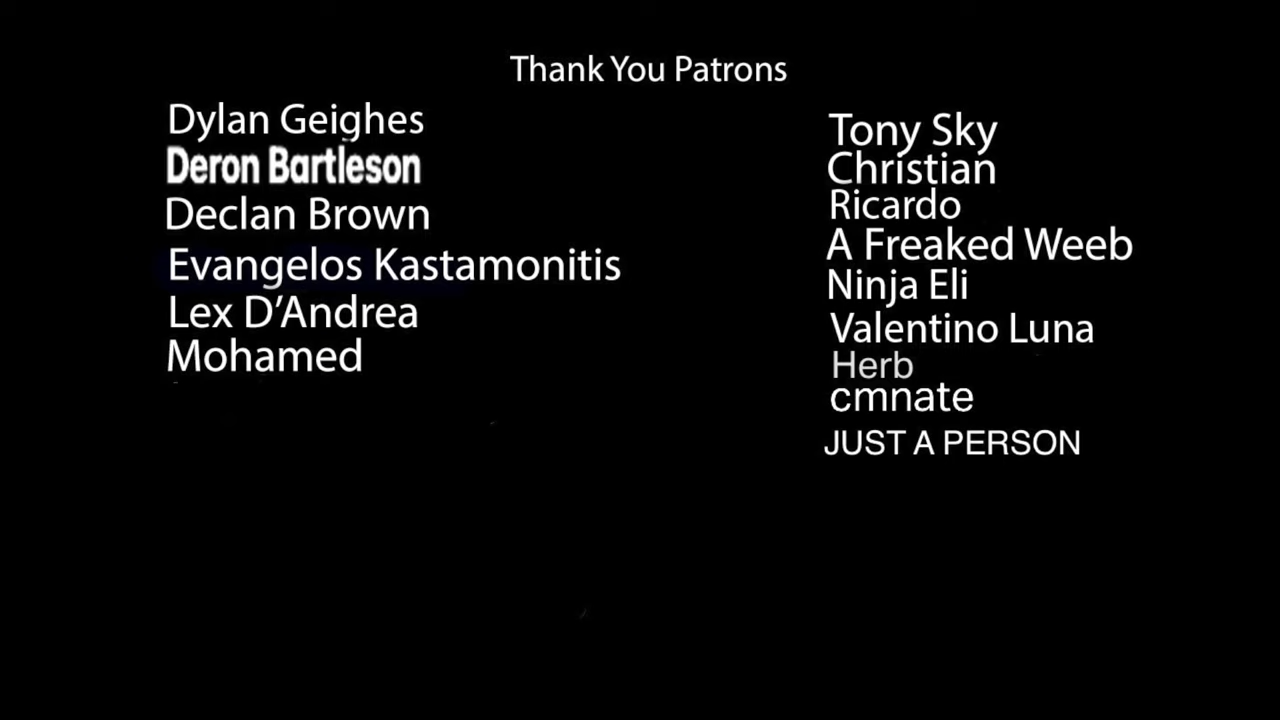 Thank You Patrons
Dylan Geighes
Deron Bartleson
Declan Brown
Evangelos Kastamonitis
Lex D’Andrea
Mohamed
Tony Sky
Christian
Ricardo
A Freaked Weeb
Ninja Eli
Valentino Luna
Herb
cmnate
JUST A PERSON